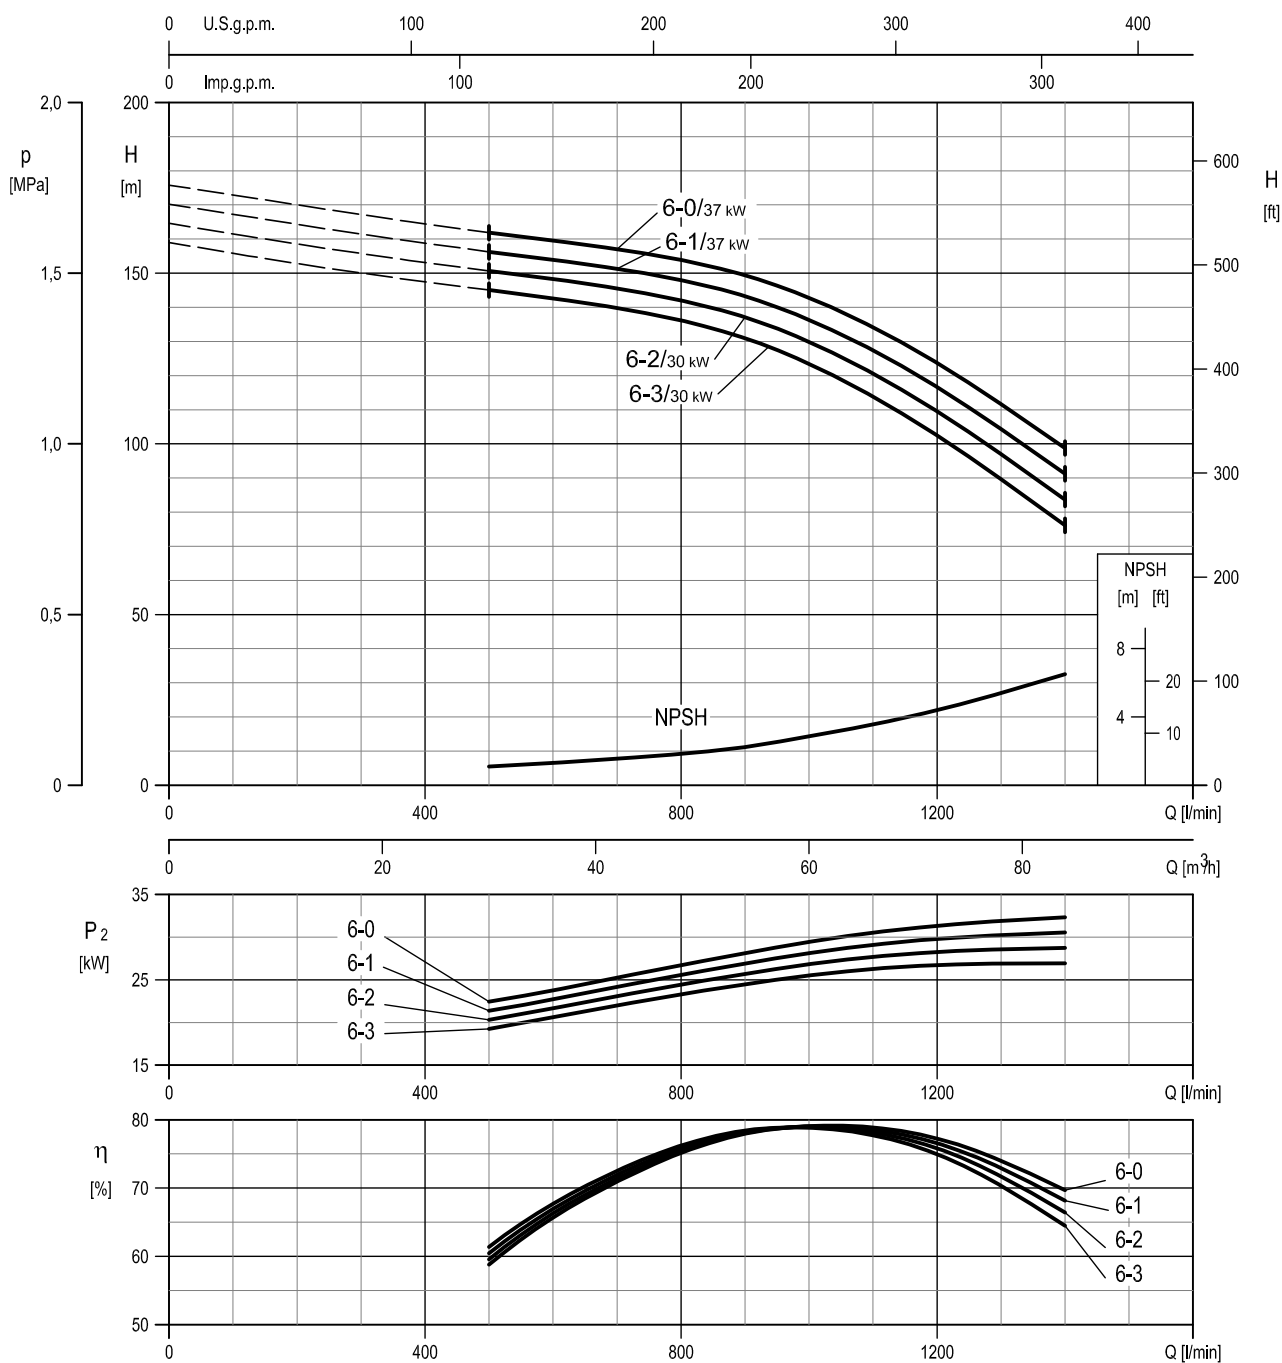 0 U.S.g.p.m. 100 200 300 400
0 Imp.g.p.m. 100 200 300
p
[MPa]
2,0
1,5
1,0
0,5
0
H
[m]
200
150
100
50
0
H
[ft]
600
500
400
300
200
100
0
6-0/37 kW
6-1/37 kW
6-2/30 kW
6-3/30 kW
NPSH
NPSH
[m] [ft]
8
4
20
10
0 400 800 1200 Q [l/min]
0 20 40 60 80 Q [m³/h]
P2
[kW]
35
25
15
6-0
6-1
6-2
6-3
0 400 800 1200 Q [l/min]
η
[%]
80
70
60
50
6-0
6-1
6-2
6-3
0 400 800 1200 Q [l/min]